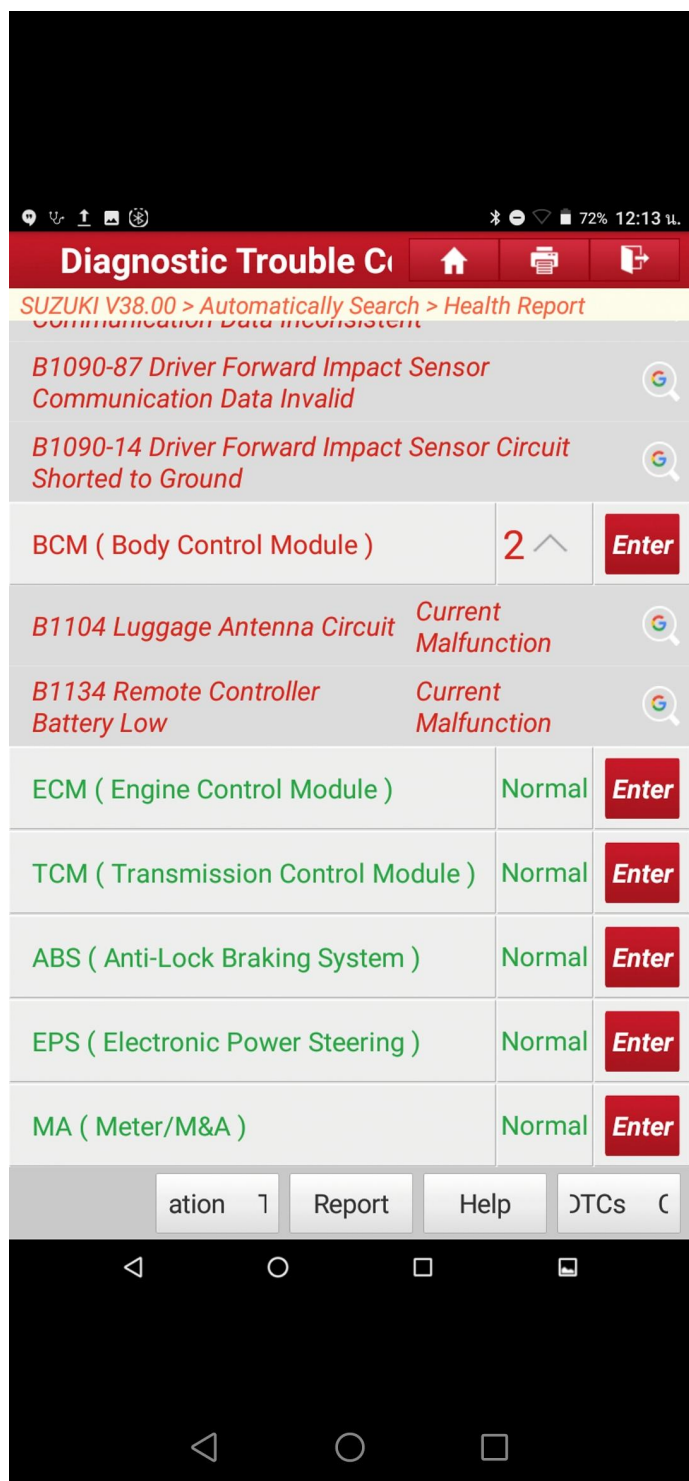 72% 12:13 น.
Diagnostic Trouble C
SUZUKI V38.00 > Automatically Search > Health Report
Communication Data Inconsistent
B1090-87 Driver Forward Impact Sensor
Communication Data Invalid
B1090-14 Driver Forward Impact Sensor Circuit
Shorted to Ground
BCM ( Body Control Module )
2
Enter
B1104 Luggage Antenna Circuit
Current
Malfunction
B1134 Remote Controller
Battery Low
Current
Malfunction
ECM ( Engine Control Module )
Normal
Enter
TCM ( Transmission Control Module )
Normal
Enter
ABS ( Anti-Lock Braking System )
Normal
Enter
EPS ( Electronic Power Steering )
Normal
Enter
MA ( Meter/M&A )
Normal
Enter
ation
Report
Help
DTCs